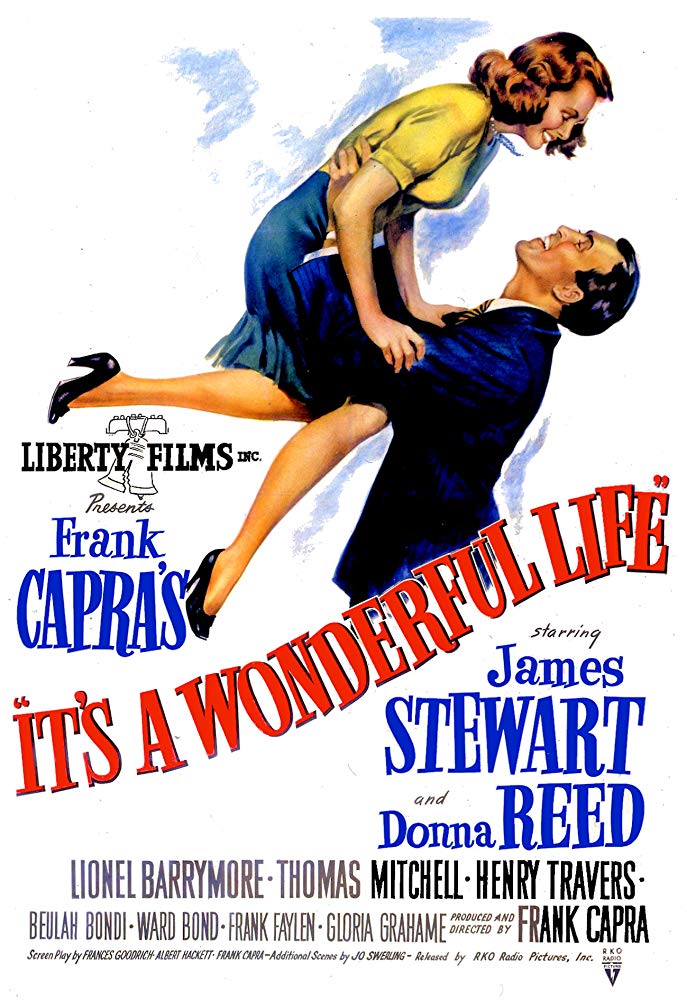 LIBERTY FILMS INC.
Presents
Frank
CAPRA'S
"IT'S A WONDERFUL LIFE"
starring
James
STEWART
and
Donna REED
LIONEL BARRYMORE · THOMAS MITCHELL · HENRY TRAVERS ·
BEULAH BONDI · WARD BOND · FRANK FAYLEN · GLORIA GRAHAME PRODUCED AND DIRECTED BY FRANK CAPRA
Screen Play by FRANCES GOODRICH · ALBERT HACKETT · FRANK CAPRA — Additional Scenes by JO SWERLING — Released by RKO Radio Pictures, Inc.
RKO
RADIO
PICTURES